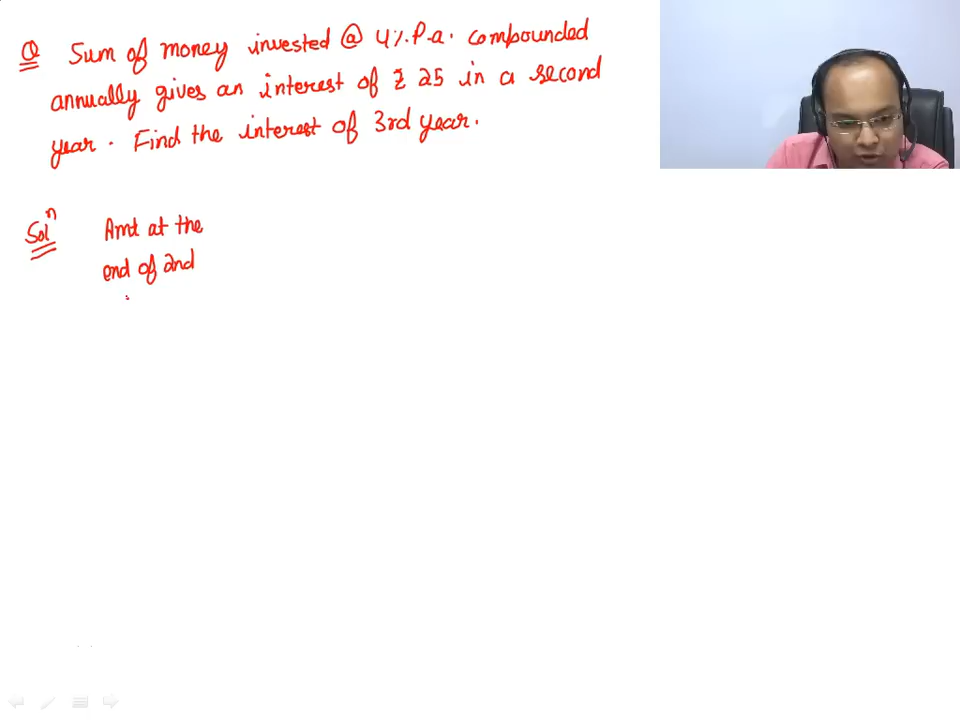 Q Sum of money invested @ 4%.P.a. compounded
annually gives an interest of ₹ 25 in a second
year. Find the interest of 3rd year.
Solⁿ Amt at the
end of 2nd